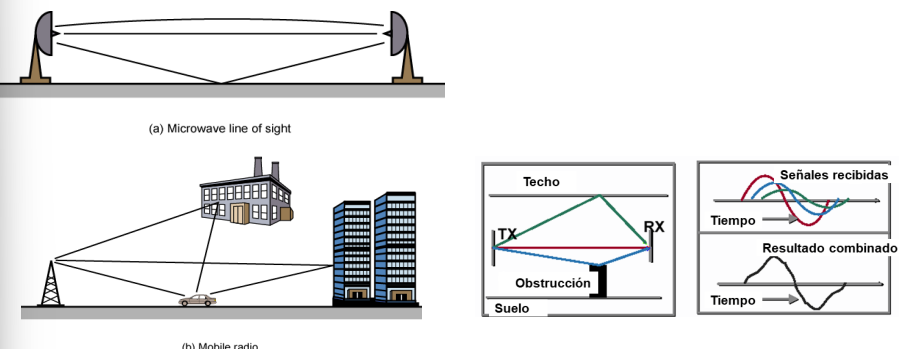 (a) Microwave line of sight
(b) Mobile radio
Techo
TX
RX
Obstrucción
Suelo
Señales recibidas
Tiempo
Resultado combinado
Tiempo